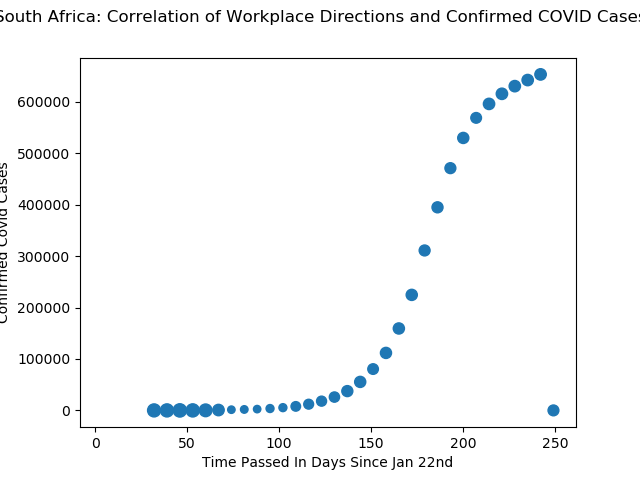 South Africa: Correlation of Workplace Directions and Confirmed COVID Cases
600000
500000
400000
300000
200000
100000
0
Confirmed Covid Cases
0 50 100 150 200 250
Time Passed In Days Since Jan 22nd